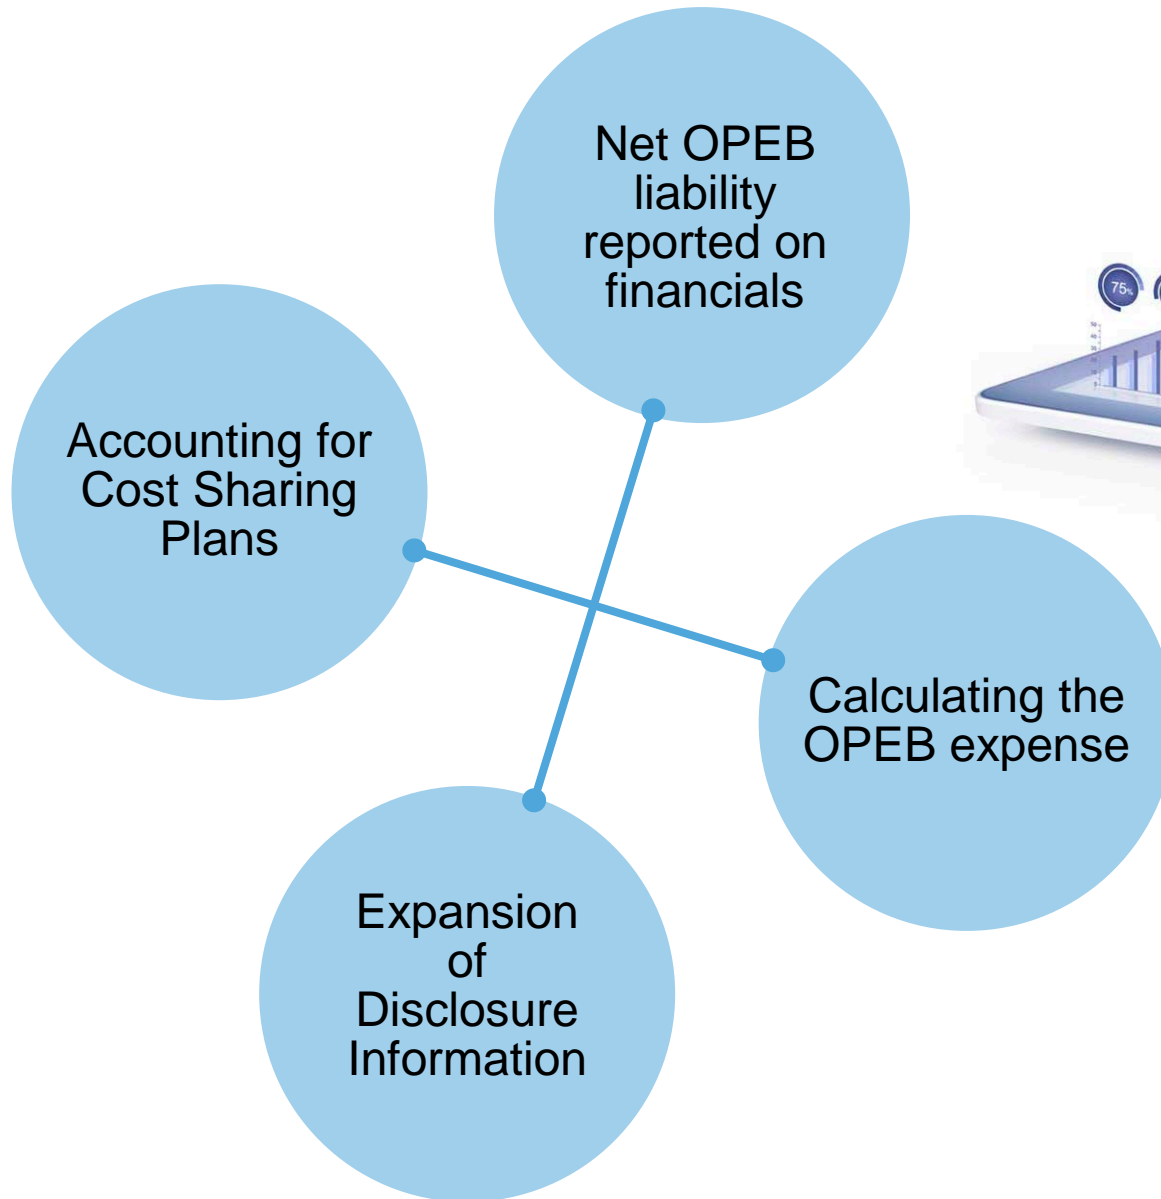 Net OPEB
liability
reported on
financials
75%
Accounting for
Cost Sharing
Plans
Calculating the
OPEB expense
Expansion
of
Disclosure
Information